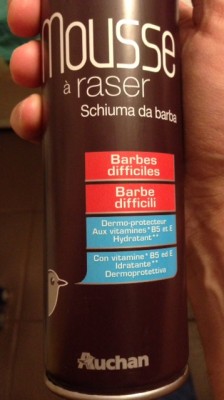 Mousse
à raser
Schiuma da barba
Barbes
difficiles
Barbe
difficili
Dermo-protecteur
Aux vitamines* B5 et E
Hydratant**
Con vitamine* B5 ed E
Idratante**
Dermoprotettiva
Auchan